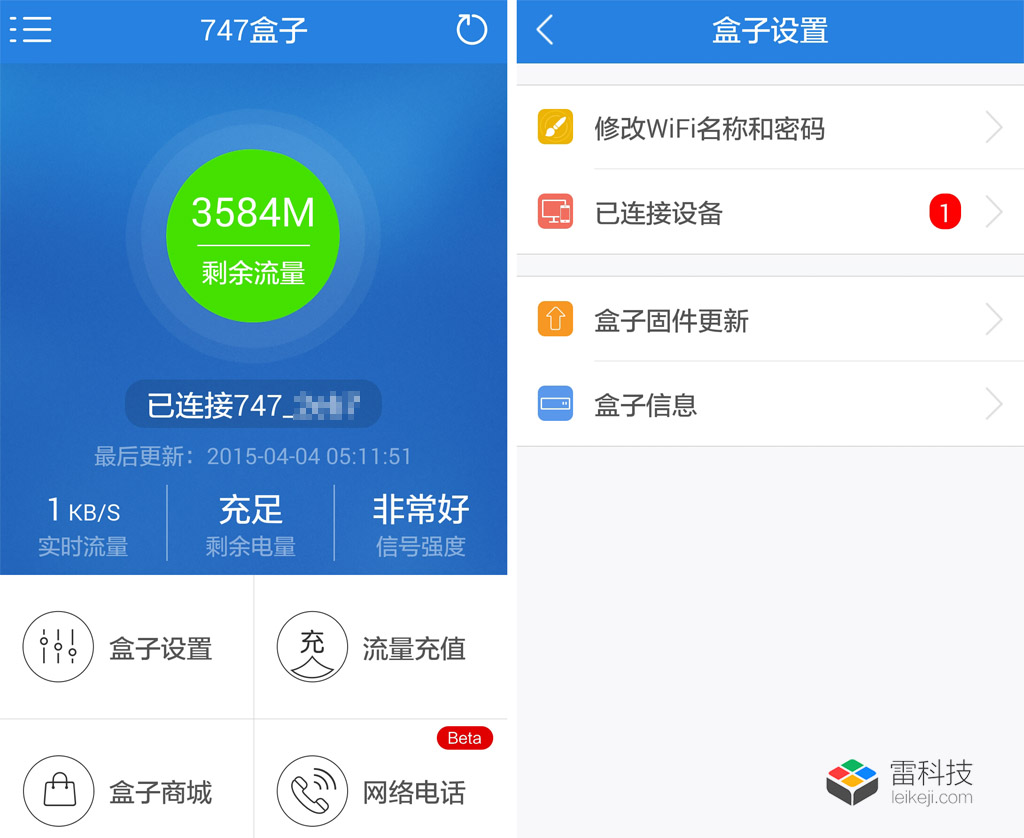 747盒子
3584M
剩余流量
已连接747_
最后更新：2015-04-04 05:11:51
1 KB/S
充足
非常好
实时流量
剩余电量
信号强度
盒子设置
充
流量充值
Beta
盒子商城
网络电话
盒子设置
修改WiFi名称和密码
已连接设备
1
盒子固件更新
盒子信息
雷科技
leikeji.com